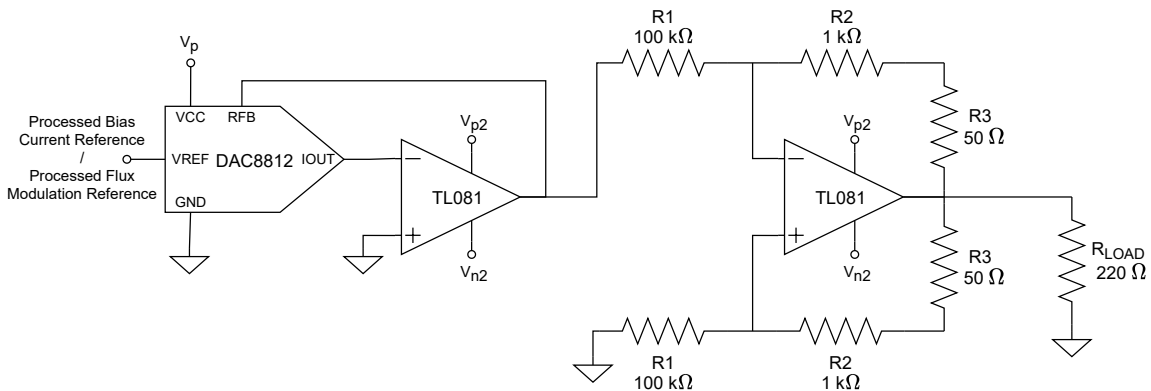 R1
100 kΩ
R2
1 kΩ
Vp
VCC
RFB
Processed Bias
Current Reference
/
Processed Flux
Modulation Reference
VREF
DAC8812
IOUT
GND
Vp2
TL081
Vn2
R3
50 Ω
Vp2
TL081
Vn2
R3
50 Ω
RLOAD
220 Ω
R1
100 kΩ
R2
1 kΩ